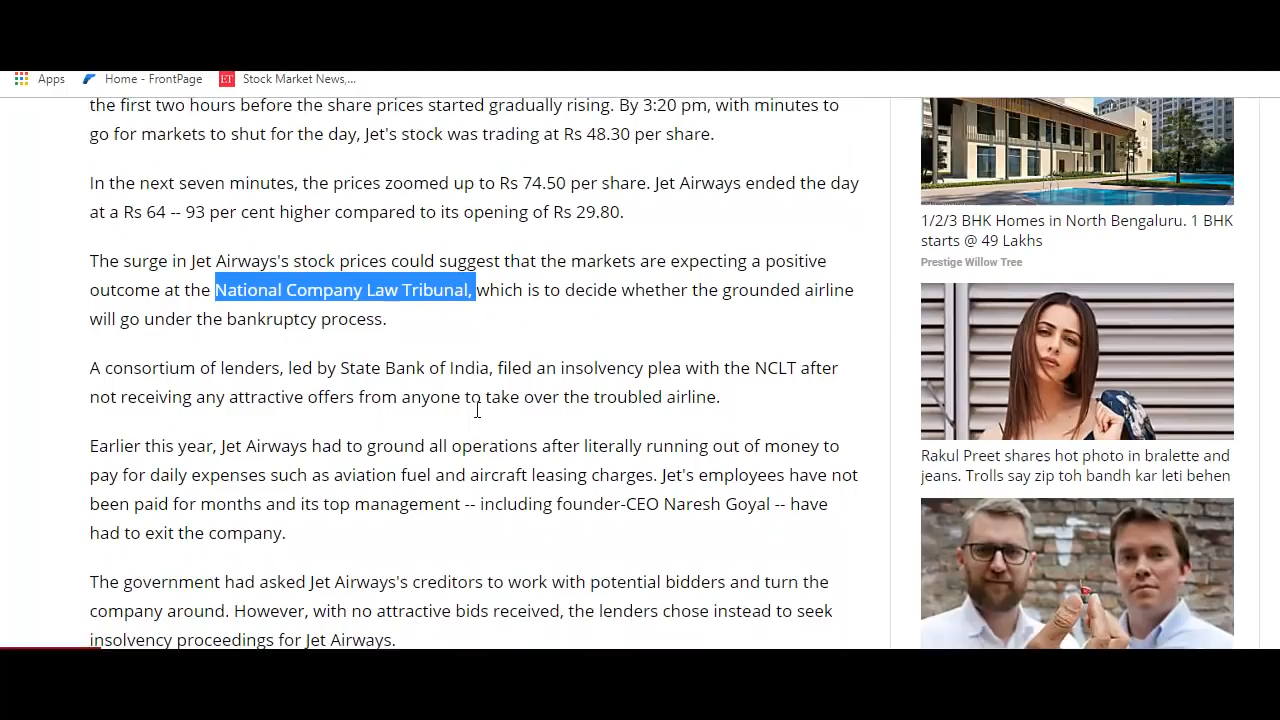 Apps Home - FrontPage ET Stock Market News,...
the first two hours before the share prices started gradually rising. By 3:20 pm, with minutes to
go for markets to shut for the day, Jet's stock was trading at Rs 48.30 per share.
In the next seven minutes, the prices zoomed up to Rs 74.50 per share. Jet Airways ended the day
at a Rs 64 -- 93 per cent higher compared to its opening of Rs 29.80.
The surge in Jet Airways's stock prices could suggest that the markets are expecting a positive
outcome at the National Company Law Tribunal, which is to decide whether the grounded airline
will go under the bankruptcy process.
A consortium of lenders, led by State Bank of India, filed an insolvency plea with the NCLT after
not receiving any attractive offers from anyone to take over the troubled airline.
Earlier this year, Jet Airways had to ground all operations after literally running out of money to
pay for daily expenses such as aviation fuel and aircraft leasing charges. Jet's employees have not
been paid for months and its top management -- including founder-CEO Naresh Goyal -- have
had to exit the company.
The government had asked Jet Airways's creditors to work with potential bidders and turn the
company around. However, with no attractive bids received, the lenders chose instead to seek
insolvency proceedings for Jet Airways.
1/2/3 BHK Homes in North Bengaluru. 1 BHK
starts @ 49 Lakhs
Prestige Willow Tree
Rakul Preet shares hot photo in bralette and
jeans. Trolls say zip toh bandh kar leti behen